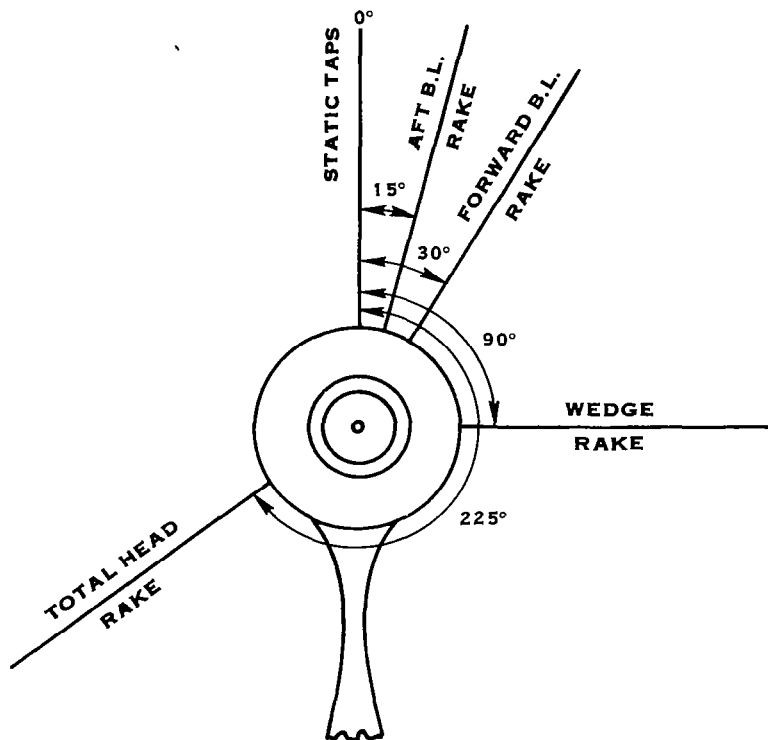 0°
STATIC TAPS
AFT B.L.
RAKE
FORWARD B.L.
RAKE
15°
30°
90°
WEDGE
RAKE
225°
TOTAL HEAD
RAKE